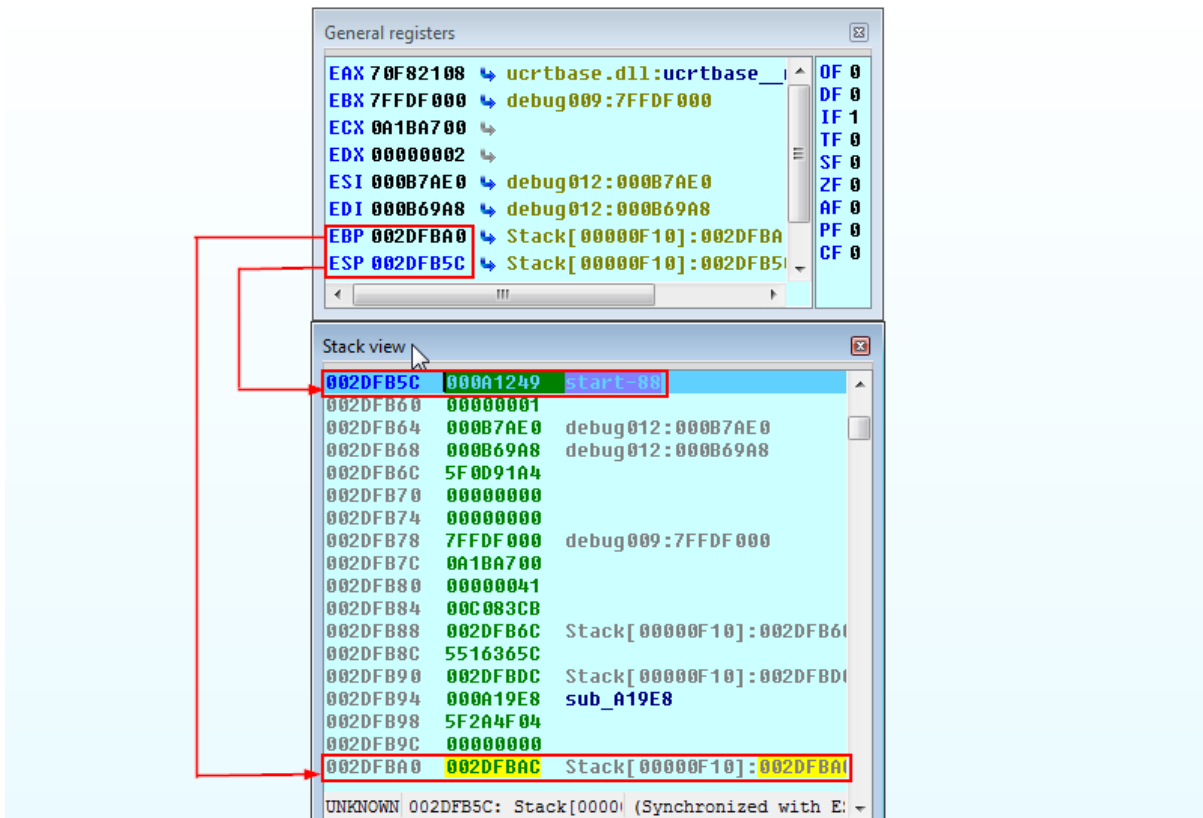 General registers
EAX 70F82108 ucrtbase.dll:ucrtbase__
EBX 7FFDF000 debug009:7FFDF000
ECX 0A1BA700
EDX 00000002
ESI 000B7AE0 debug012:000B7AE0
EDI 000B69A8 debug012:000B69A8
EBP 002DFBA0 Stack[00000F10]:002DFBA
ESP 002DFB5C Stack[00000F10]:002DFB5
OF 0
DF 0
IF 1
TF 0
SF 0
ZF 0
AF 0
PF 0
CF 0
Stack view
002DFB5C 000A1249 start-88
002DFB60 00000001
002DFB64 000B7AE0 debug012:000B7AE0
002DFB68 000B69A8 debug012:000B69A8
002DFB6C 5F0D91A4
002DFB70 00000000
002DFB74 00000000
002DFB78 7FFDF000 debug009:7FFDF000
002DFB7C 0A1BA700
002DFB80 00000041
002DFB84 00C083CB
002DFB88 002DFB6C Stack[00000F10]:002DFB6
002DFB8C 5516365C
002DFB90 002DFBDC Stack[00000F10]:002DFBD
002DFB94 000A19E8 sub_A19E8
002DFB98 5F2A4F04
002DFB9C 00000000
002DFBA0 002DFBAC Stack[00000F10]:002DFBA
UNKNOWN 002DFB5C: Stack[0000 (Synchronized with E